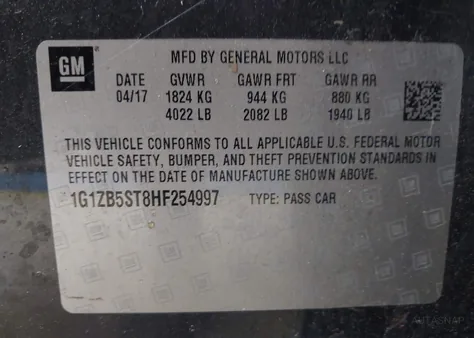 GM
MFD BY GENERAL MOTORS LLC
DATE GVWR GAWR FRT GAWR RR
04/17 1824 KG 944 KG 880 KG
4022 LB 2082 LB 1940 LB
THIS VEHICLE CONFORMS TO ALL APPLICABLE U.S. FEDERAL MOTOR
VEHICLE SAFETY, BUMPER, AND THEFT PREVENTION STANDARDS IN
EFFECT ON THE DATE OF MANUFACTURE SHOWN ABOVE.
1G1ZB5ST8HF254997 TYPE: PASS CAR
AUTASNAP